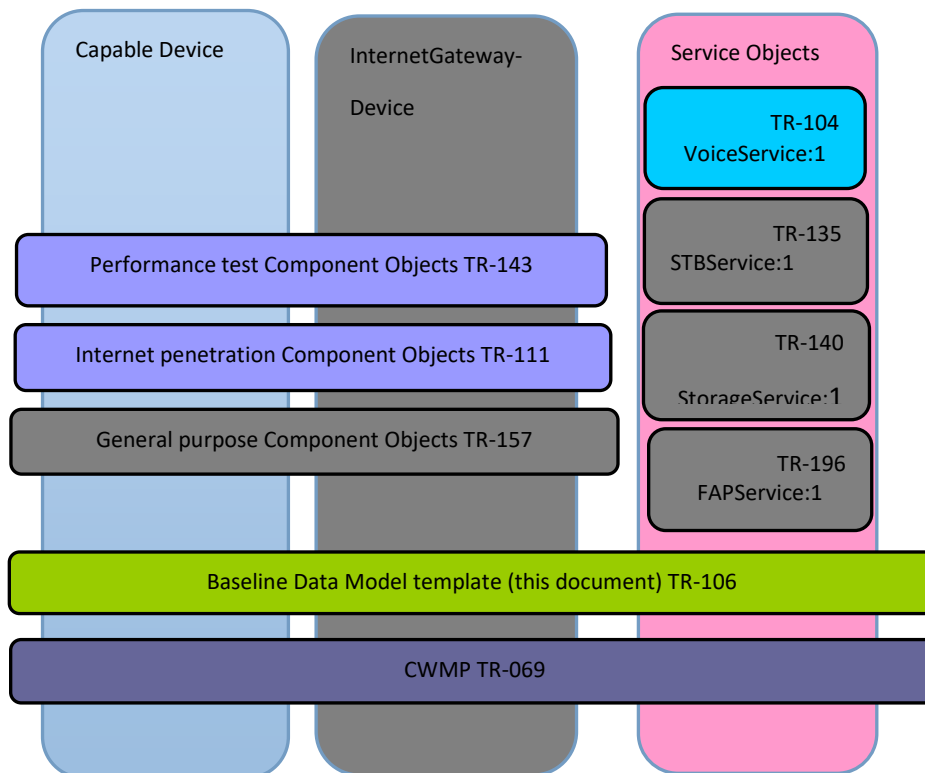 Capable Device
InternetGateway-
Device
Service Objects
TR-104
VoiceService:1
TR-135
STBService:1
TR-140
StorageService:1
TR-196
FAPService:1
Performance test Component Objects TR-143
Internet penetration Component Objects TR-111
General purpose Component Objects TR-157
Baseline Data Model template (this document) TR-106
CWMP TR-069